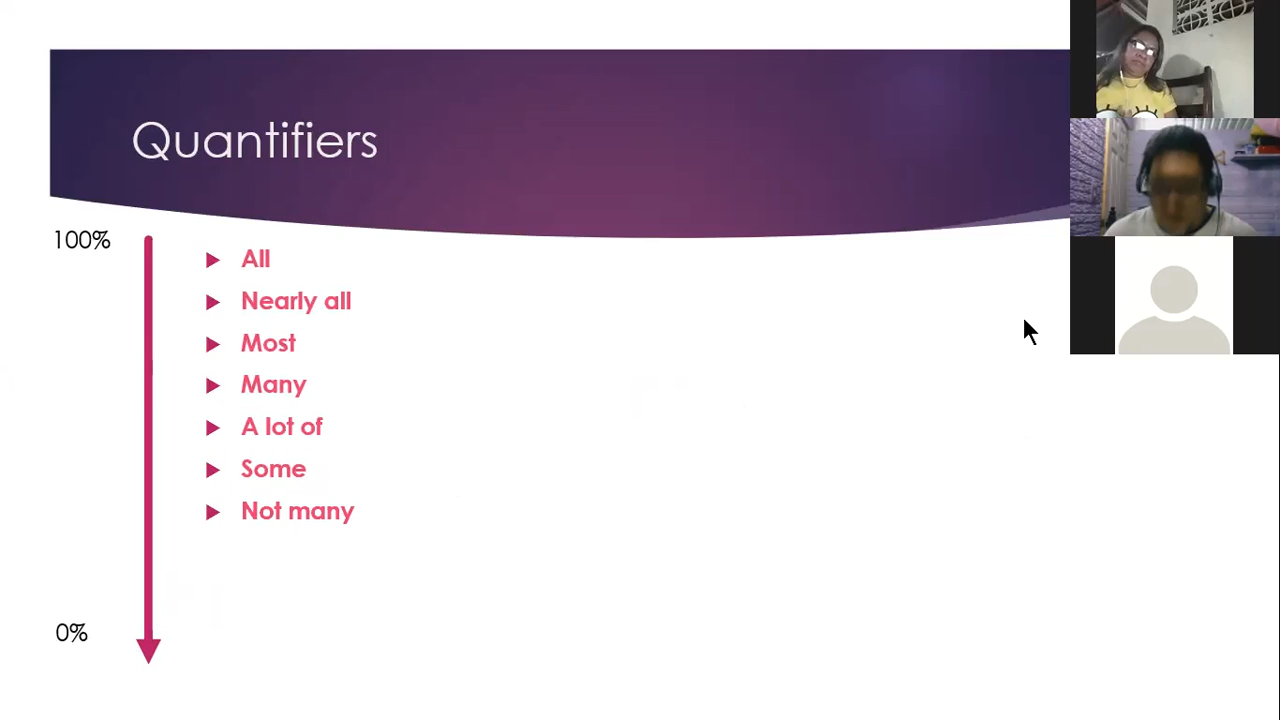 Quantifiers
100%
All
Nearly all
Most
Many
A lot of
Some
Not many
0%